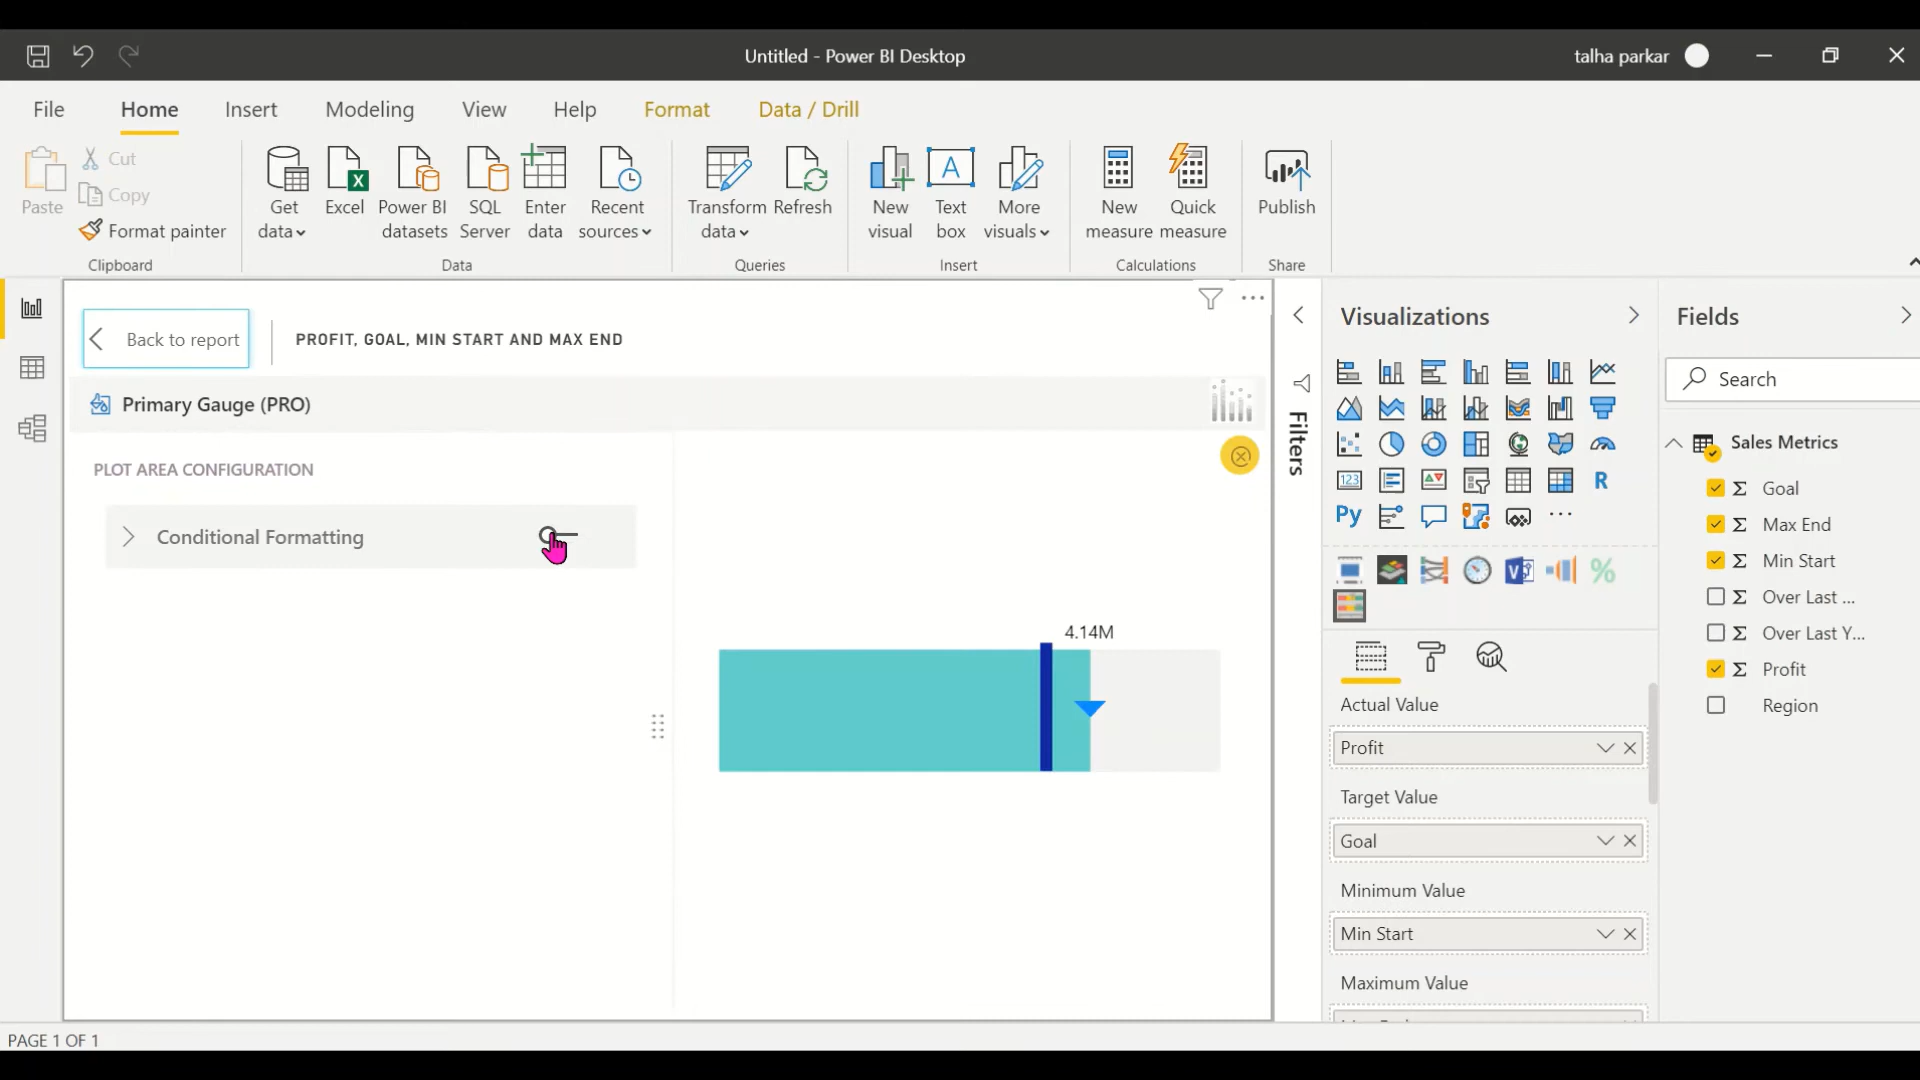 Untitled - Power BI Desktop
talha parkar
File
Home
Insert
Modeling
View
Help
Format
Data / Drill
Paste
Cut
Copy
Format painter
Clipboard
Get
data
Excel
Power BI
datasets
SQL
Server
Enter
data
Recent
sources
Data
Transform
data
Refresh
Queries
New
visual
Text
box
More
visuals
Insert
New
measure
Quick
measure
Calculations
Publish
Share
Back to report
PROFIT, GOAL, MIN START AND MAX END
Primary Gauge (PRO)
PLOT AREA CONFIGURATION
Conditional Formatting
4.14M
Filters
Visualizations
123
R
Py
...
Actual Value
Profit
Target Value
Goal
Minimum Value
Min Start
Maximum Value
Fields
Search
Sales Metrics
Goal
Max End
Min Start
Over Last ...
Over Last Y...
Profit
Region
PAGE 1 OF 1